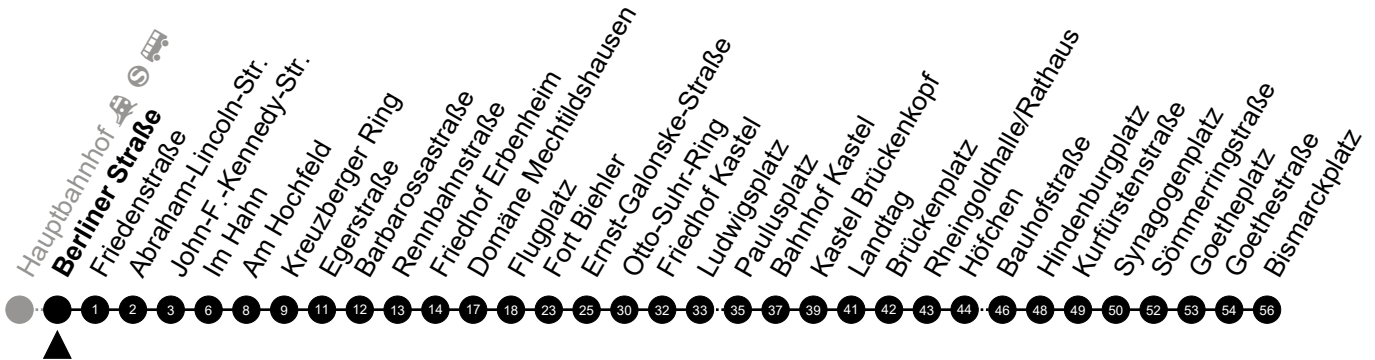 Hauptbahnhof
Berliner Straße
Friedenstraße
Abraham-Lincoln-Str.
John-F.-Kennedy-Str.
Im Hahn
Am Hochfeld
Kreuzberger Ring
Egerstraße
Barbarossastraße
Rennbahnstraße
Friedhof Erbenheim
Domäne Mechtildshausen
Flugplatz
Fort Biehler
Ernst-Galonske-Straße
Otto-Suhr-Ring
Friedhof Kastel
Ludwigsplatz
Paulusplatz
Bahnhof Kastel
Kastel Brückenkopf
Landtag
Brückenplatz
Rheingoldhalle/Rathaus
Höfchen
Bauhofstraße
Hindenburgplatz
Kurfürstenstraße
Synagogenplatz
Sömmerringstraße
Goetheplatz
Goethestraße
Bismarckplatz
1 2 3 6 8 9 11 12 13 14 17 18 23 25 30 32 33 35 37 39 41 42 43 44 46 48 49 50 52 53 54 56